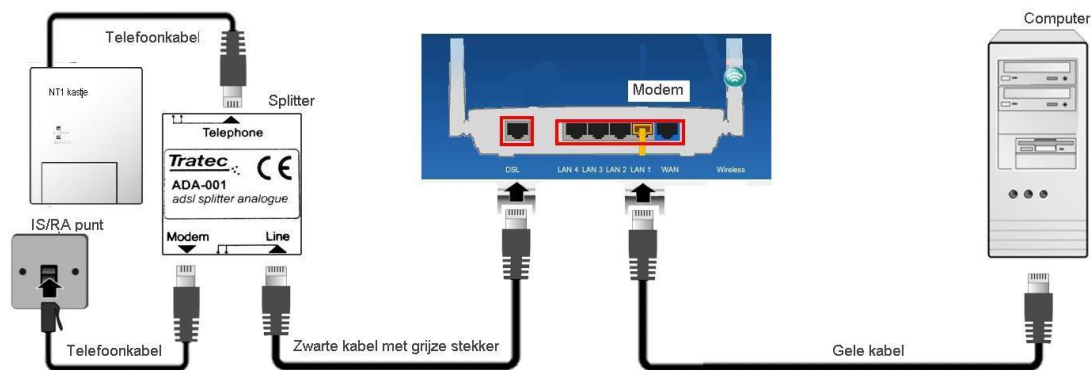 Computer
Telefoonkabel
Modem
NT1 kastje
Splitter
Telephone
Tratec CE
ADA-001
adsl splitter analogue
DSL LAN 4 LAN 3 LAN 2 LAN 1 WAN Wireless
IS/RA punt
Modem Line
Telefoonkabel
Zwarte kabel met grijze stekker
Gele kabel